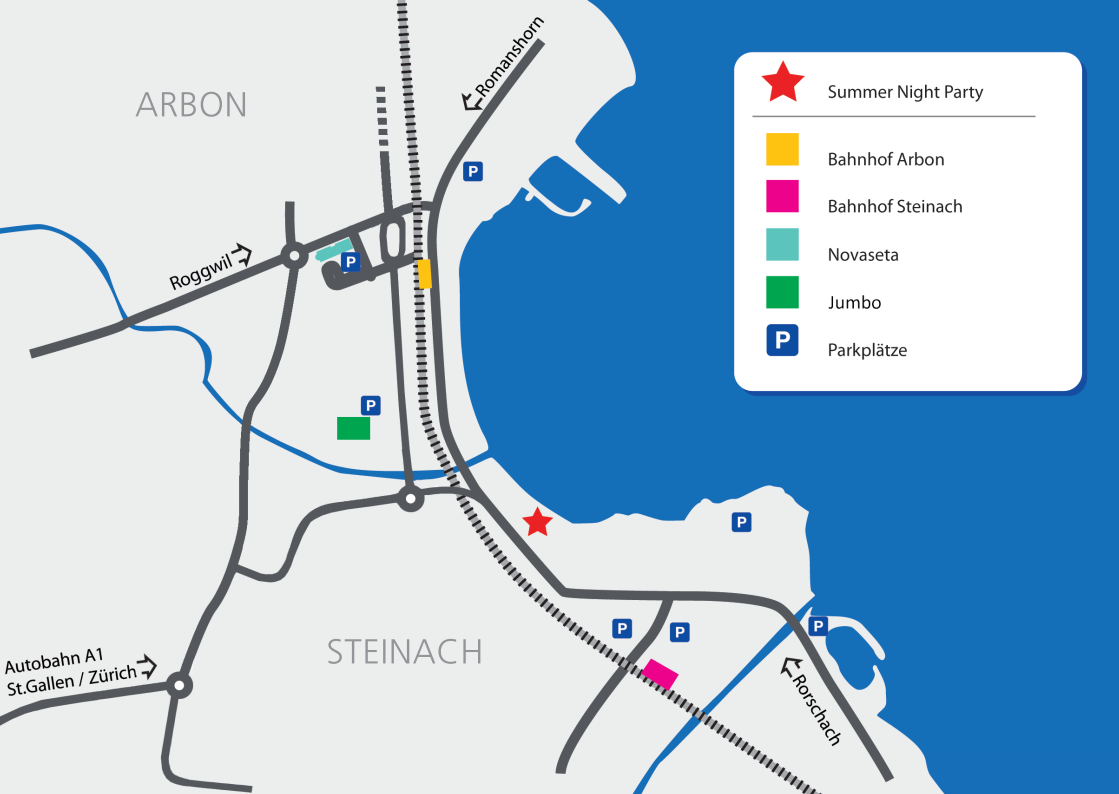 ARBON
Romanshorn
Summer Night Party
Bahnhof Arbon
Bahnhof Steinach
Novaseta
Jumbo
P Parkplätze
P
Roggwil
P
P
P
STEINACH
P
P
P
Autobahn A1
St.Gallen / Zürich
Rorschach